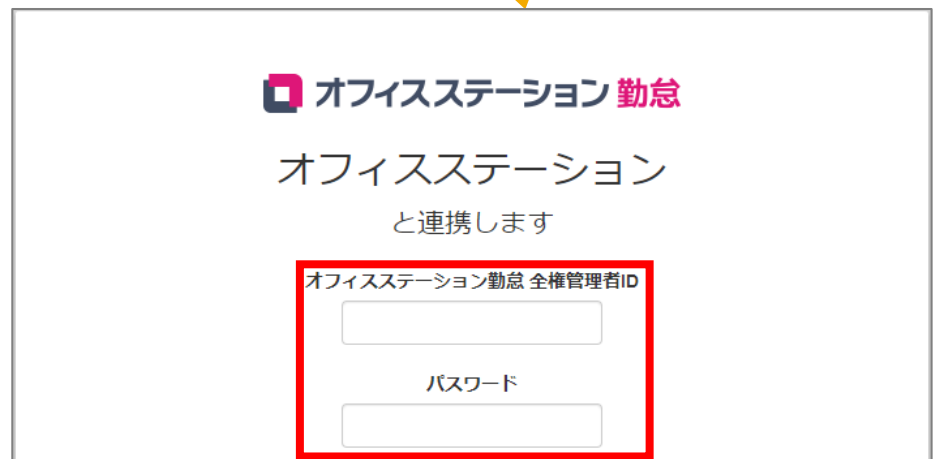 オフィスステーション 勤怠
オフィスステーション
と連携します
オフィスステーション勤怠 全権管理者ID
パスワード